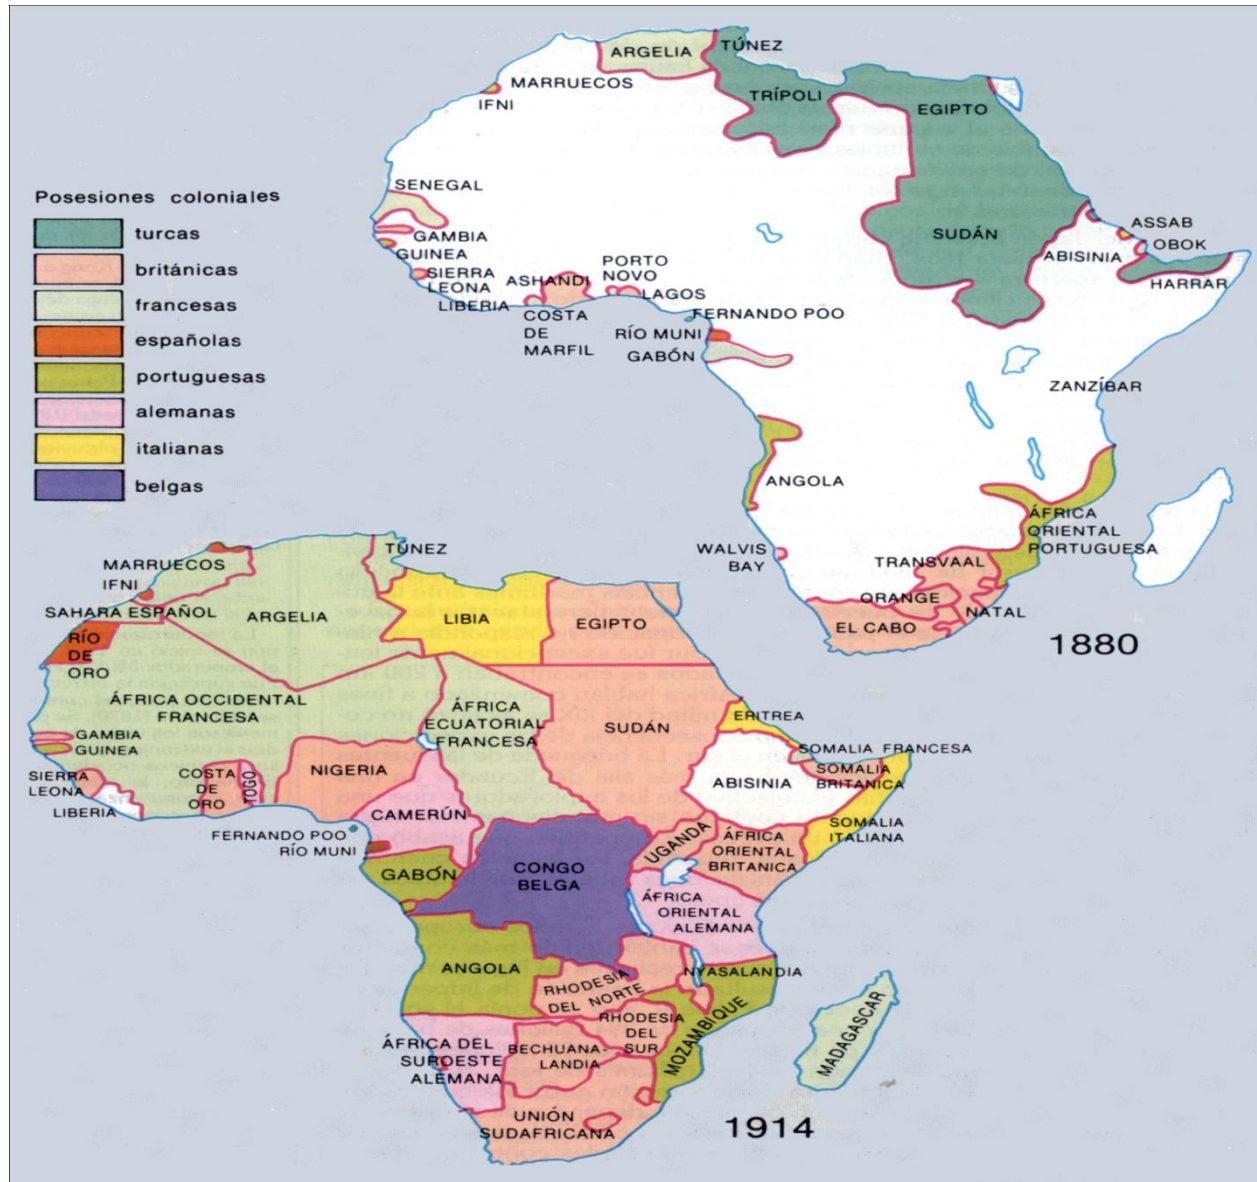 Posesiones coloniales
turcas
británicas
francesas
españolas
portuguesas
alemanas
italianas
belgas
ARGELIA
TÚNEZ
MARRUECOS
IFNI
TRÍPOLI
EGIPTO
SENEGAL
GAMBIA
GUINEA
SIERRA
LEONA
LIBERIA
ASHANDI
COSTA
DE
MARFIL
PORTO
NOVO
LAGOS
FERNANDO POO
RÍO MUNI
GABÓN
SUDÁN
ABISINIA
ASSAB
OBOK
HARRAR
ZANZÍBAR
ANGOLA
WALVIS
BAY
ÁFRICA
ORIENTAL
PORTUGUESA
TRANSVAAL
ORANGE
NATAL
EL CABO
1880
MARRUECOS
IFNI
SAHARA ESPAÑOL
RÍO
DE
ORO
ARGELIA
TÚNEZ
LIBIA
EGIPTO
ÁFRICA OCCIDENTAL
FRANCESA
ÁFRICA
ECUATORIAL
FRANCESA
SUDÁN
ERITREA
SOMALIA FRANCESA
SOMALIA
BRITANICA
SOMALIA
ITALIANA
ABISINIA
GAMBIA
GUINEA
SIERRA
LEONA
LIBERIA
COSTA
DE
ORO
TOGO
NIGERIA
CAMERÚN
FERNANDO POO
RÍO MUNI
GABÓN
CONGO
BELGA
UGANDA
ÁFRICA
ORIENTAL
BRITANICA
ÁFRICA
ORIENTAL
ALEMANA
ANGOLA
RHODESIA
DEL NORTE
NYASALANDIA
RHODESIA
DEL
SUR
MOZAMBIQUE
MADAGASCAR
ÁFRICA DEL
SUROESTE
ALEMANA
BECHUANA-
LANDIA
UNIÓN
SUDAFRICANA
1914